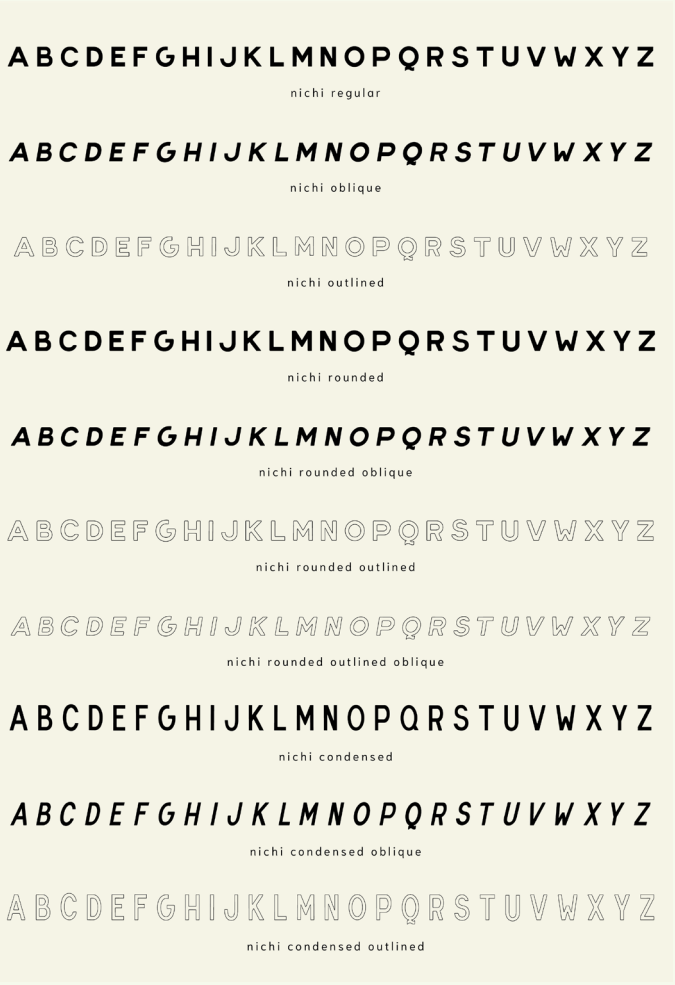 ABCDEFGHIJKLMNOPQRSTUVWXYZ
nichi regular
ABCDEFGHIJKLMNOPQRSTUVWXYZ
nichi oblique
ABCDEFGHIJKLMNOPQRSTUVWXYZ
nichi outlined
ABCDEFGHIJKLMNOPQRSTUVWXYZ
nichi rounded
ABCDEFGHIJKLMNOPQRSTUVWXYZ
nichi rounded oblique
ABCDEFGHIJKLMNOPQRSTUVWXYZ
nichi rounded outlined
ABCDEFGHIJKLMNOPQRSTUVWXYZ
nichi rounded outlined oblique
ABCDEFGHIJKLMNOPQRSTUVWXYZ
nichi condensed
ABCDEFGHIJKLMNOPQRSTUVWXYZ
nichi condensed oblique
ABCDEFGHIJKLMNOPQRSTUVWXYZ
nichi condensed outlined